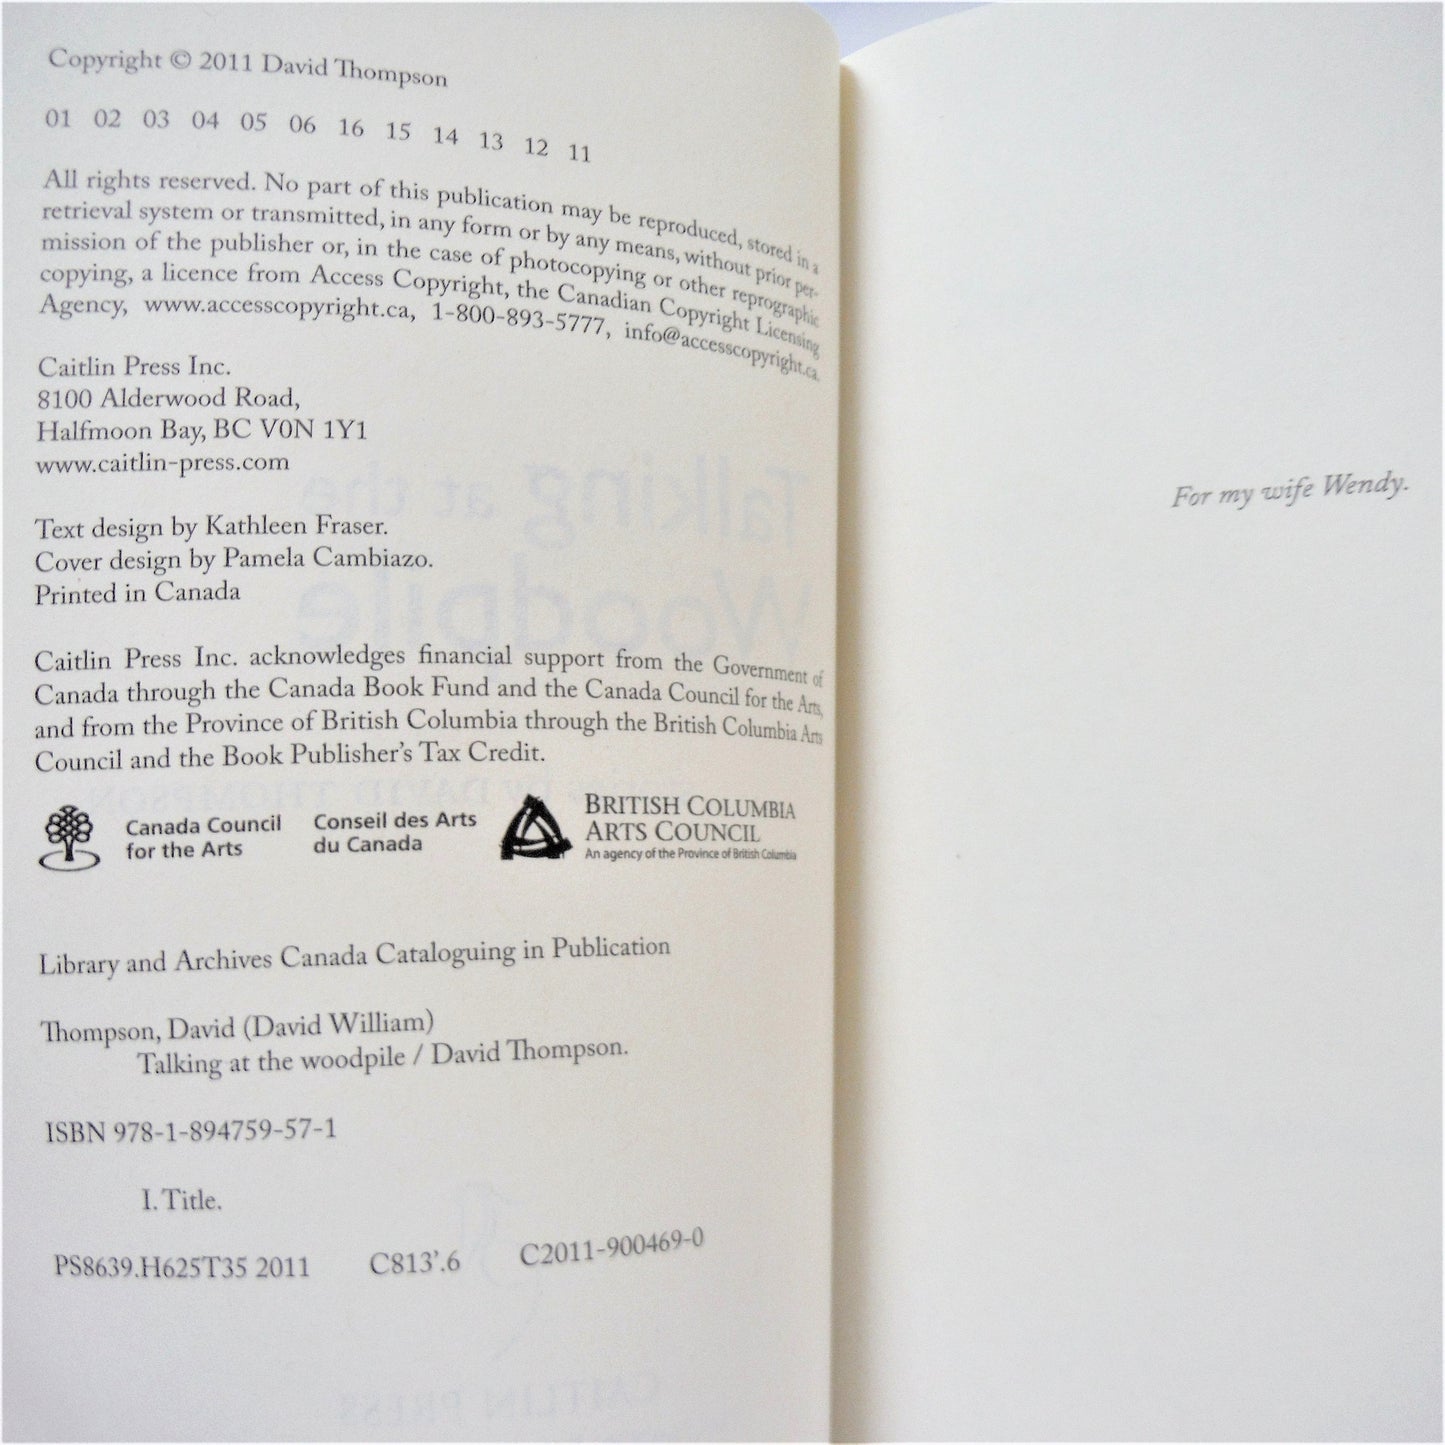 Copyright © 2011 David Thompson
01 02 03 04 05 06 16 15 14 13 12 11
All rights reserved. No part of this publication may be reproduced, stored in a
retrieval system or transmitted, in any form or by any means, without prior per-
mission of the publisher or, in the case of photocopying or other reprographic
copying, a licence from Access Copyright, the Canadian Copyright Licensing
Agency, www.accesscopyright.ca, 1-800-893-5777, info@accesscopyright.ca.
Caitlin Press Inc.
8100 Alderwood Road,
Halfmoon Bay, BC V0N 1Y1
www.caitlin-press.com
Text design by Kathleen Fraser.
Cover design by Pamela Cambiazo.
Printed in Canada
Caitlin Press Inc. acknowledges financial support from the Government of
Canada through the Canada Book Fund and the Canada Council for the Arts,
and from the Province of British Columbia through the British Columbia Arts
Council and the Book Publisher's Tax Credit.
Canada Council
for the Arts
Conseil des Arts
du Canada
BRITISH COLUMBIA
ARTS COUNCIL
An agency of the Province of British Columbia
Library and Archives Canada Cataloguing in Publication
Thompson, David (David William)
Talking at the woodpile / David Thompson.
ISBN 978-1-894759-57-1
I. Title.
PS8639.H625T35 2011 C813'.6 C2011-900469-0
For my wife Wendy.